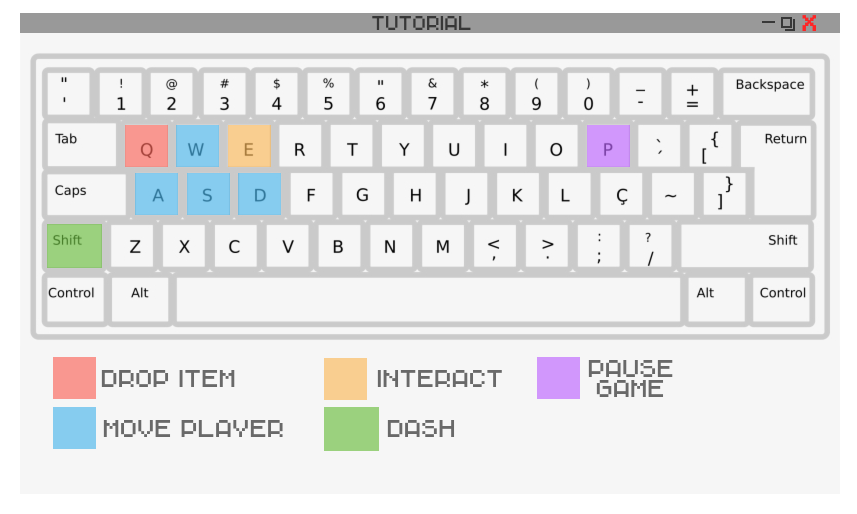 TUTORIAL
" ! @ # $ % " & * ( ) _ + Backspace
' 1 2 3 4 5 6 7 8 9 0 - =
Tab Q W E R T Y U I O P ` ´ { [ Return
Caps A S D F G H J K L Ç ~ } ]
Shift Z X C V B N M < , > . : ; ? / Shift
Control Alt Alt Control
DROP ITEM INTERACT PAUSE GAME
MOVE PLAYER DASH